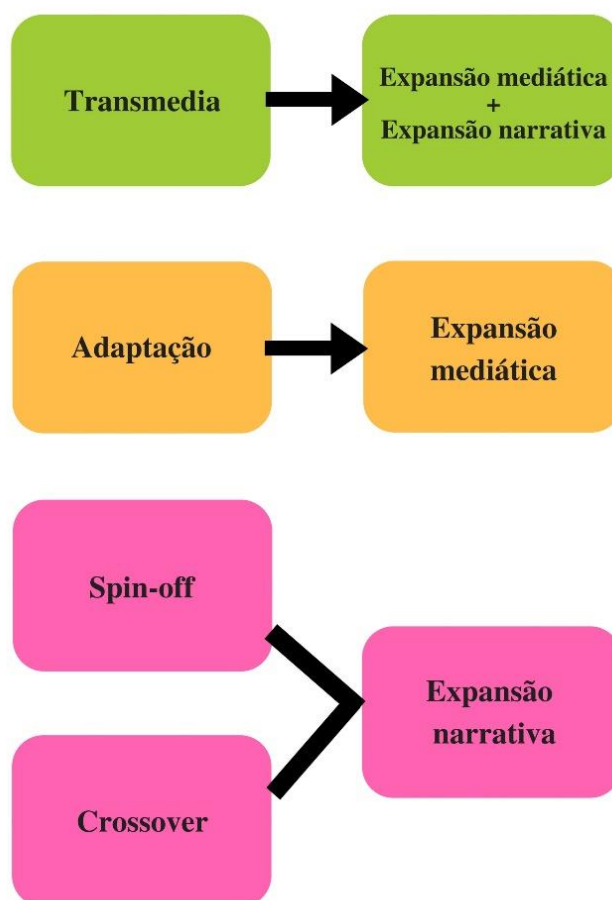 Transmedia
Expansão mediática
+
Expansão narrativa
Adaptação
Expansão
mediática
Spin-off
Expansão
narrativa
Crossover